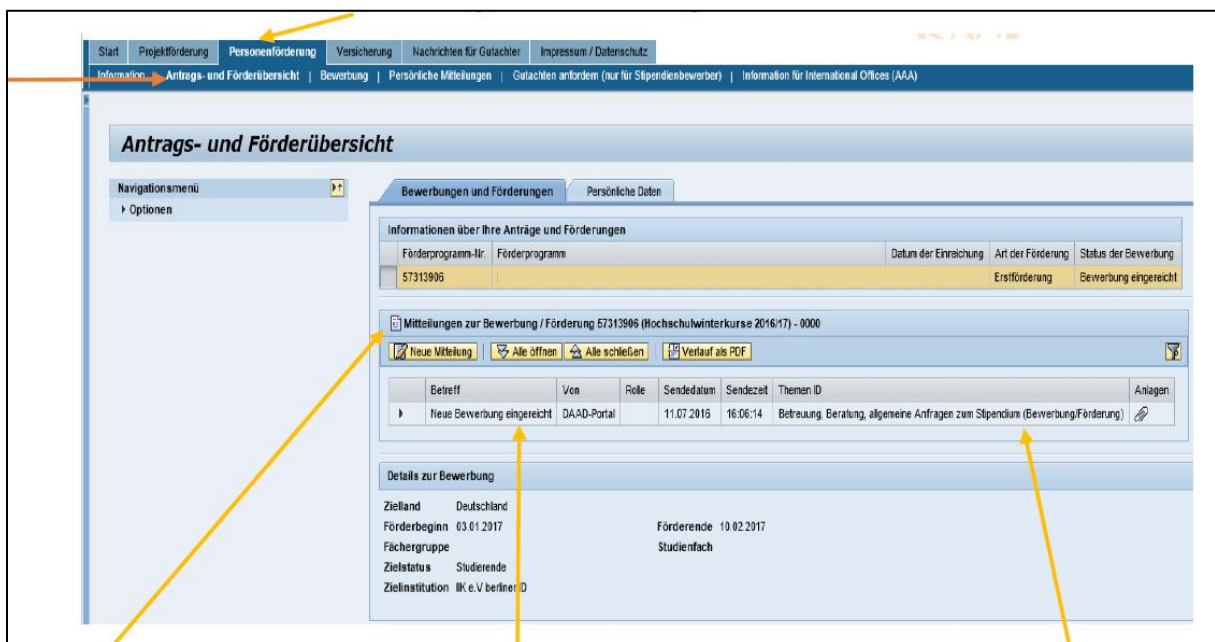 Start Projektförderung Personenförderung Versicherung Nachrichten für Gutachter Impressum / Datenschutz
Information Antrags- und Förderübersicht | Bewerbung | Persönliche Mitteilungen | Gutachten anfordern (nur für Stipendienbewerber) | Information für International Offices (AAA)
Antrags- und Förderübersicht
Navigationsmenü
Optionen
Bewerbungen und Förderungen Persönliche Daten
Informationen über Ihre Anträge und Förderungen
Förderprogramm-Nr. Förderprogramm Datum der Einreichung Art der Förderung Status der Bewerbung
57313906 Erstförderung Bewerbung eingereicht
Mitteilungen zur Bewerbung / Förderung 57313906 (Hochschulwinterkurse 2016/17) - 0000
Neue Mitteilung | Alle öffnen Alle schließen | Verlauf als PDF
Betreff Von Rolle Sendedatum Sendezeit Themen ID Anlagen
Neue Bewerbung eingereicht DAAD-Portal 11.07.2016 16:06:14 Betreuung, Beratung, allgemeine Anfragen zum Stipendium (Bewerbung/Förderung)
Details zur Bewerbung
Zielland Deutschland
Förderbeginn 03.01.2017 Förderende 10.02.2017
Fächergruppe Studienfach
Zielstatus Studierende
Zielinstitution IIK e.V berliner D